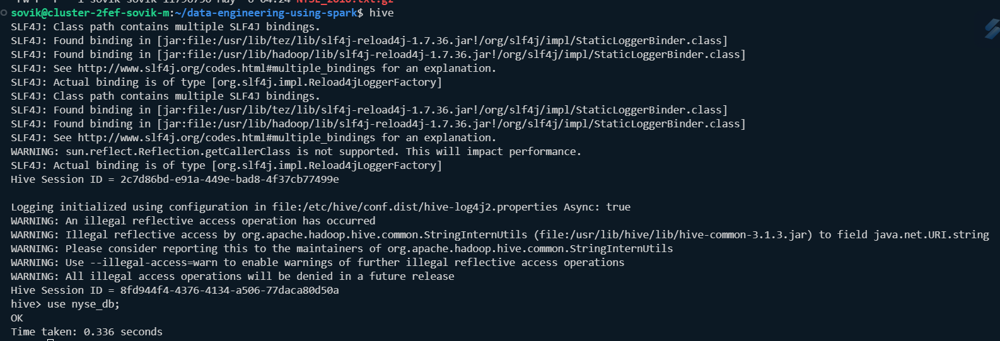 sovik@cluster-2fef-sovik-m:~/data-engineering-using-spark$ hive
SLF4J: Class path contains multiple SLF4J bindings.
SLF4J: Found binding in [jar:file:/usr/lib/tez/lib/slf4j-reload4j-1.7.36.jar!/org/slf4j/impl/StaticLoggerBinder.class]
SLF4J: Found binding in [jar:file:/usr/lib/hadoop/lib/slf4j-reload4j-1.7.36.jar!/org/slf4j/impl/StaticLoggerBinder.class]
SLF4J: See http://www.slf4j.org/codes.html#multiple_bindings for an explanation.
SLF4J: Actual binding is of type [org.slf4j.impl.Reload4jLoggerFactory]
SLF4J: Class path contains multiple SLF4J bindings.
SLF4J: Found binding in [jar:file:/usr/lib/tez/lib/slf4j-reload4j-1.7.36.jar!/org/slf4j/impl/StaticLoggerBinder.class]
SLF4J: Found binding in [jar:file:/usr/lib/hadoop/lib/slf4j-reload4j-1.7.36.jar!/org/slf4j/impl/StaticLoggerBinder.class]
SLF4J: See http://www.slf4j.org/codes.html#multiple_bindings for an explanation.
WARNING: sun.reflect.Reflection.getCallerClass is not supported. This will impact performance.
SLF4J: Actual binding is of type [org.slf4j.impl.Reload4jLoggerFactory]
Hive Session ID = 2c7d86bd-e91a-449e-bad8-4f37cb77499e
Logging initialized using configuration in file:/etc/hive/conf.dist/hive-log4j2.properties Async: true
WARNING: An illegal reflective access operation has occurred
WARNING: Illegal reflective access by org.apache.hadoop.hive.common.StringInternUtils (file:/usr/lib/hive/lib/hive-common-3.1.3.jar) to field java.net.URI.string
WARNING: Please consider reporting this to the maintainers of org.apache.hadoop.hive.common.StringInternUtils
WARNING: Use --illegal-access=warn to enable warnings of further illegal reflective access operations
WARNING: All illegal access operations will be denied in a future release
Hive Session ID = 8fd944f4-4376-4134-a506-77daca80d50a
hive> use nyse_db;
OK
Time taken: 0.336 seconds